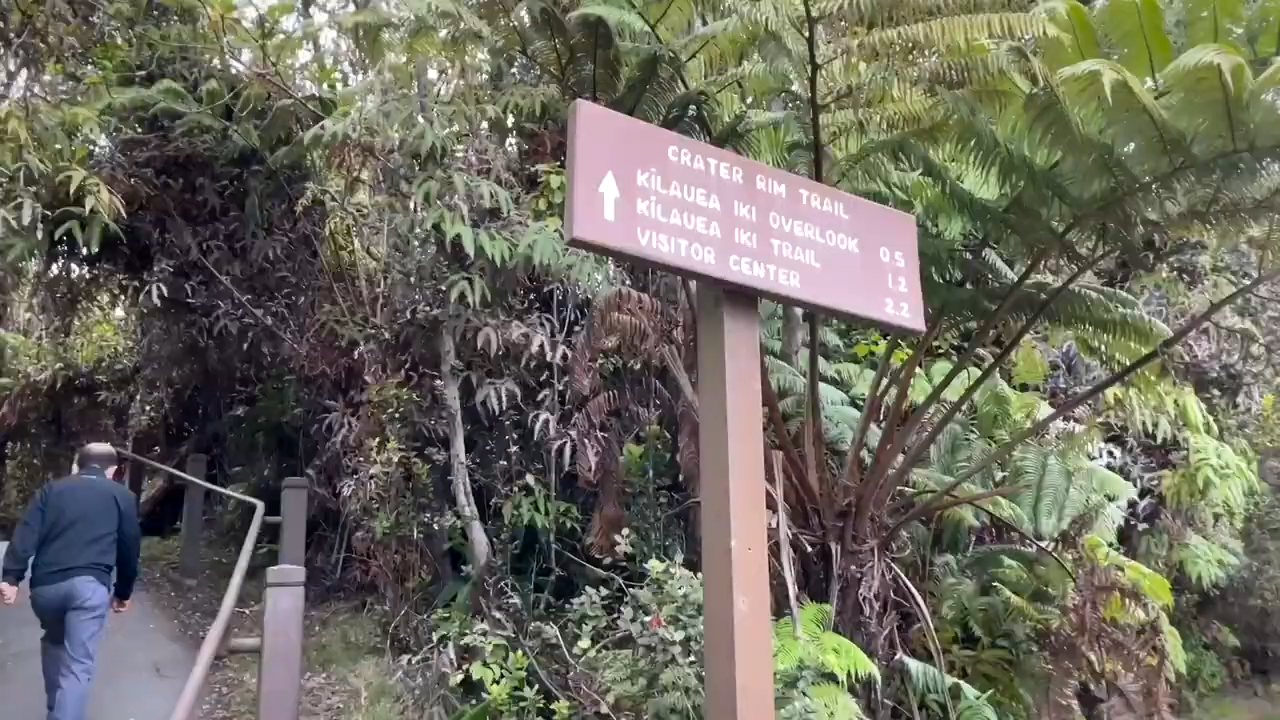 CRATER RIM TRAIL
KĪLAUEA IKI OVERLOOK 0.5
KĪLAUEA IKI TRAIL 1.2
VISITOR CENTER 2.2